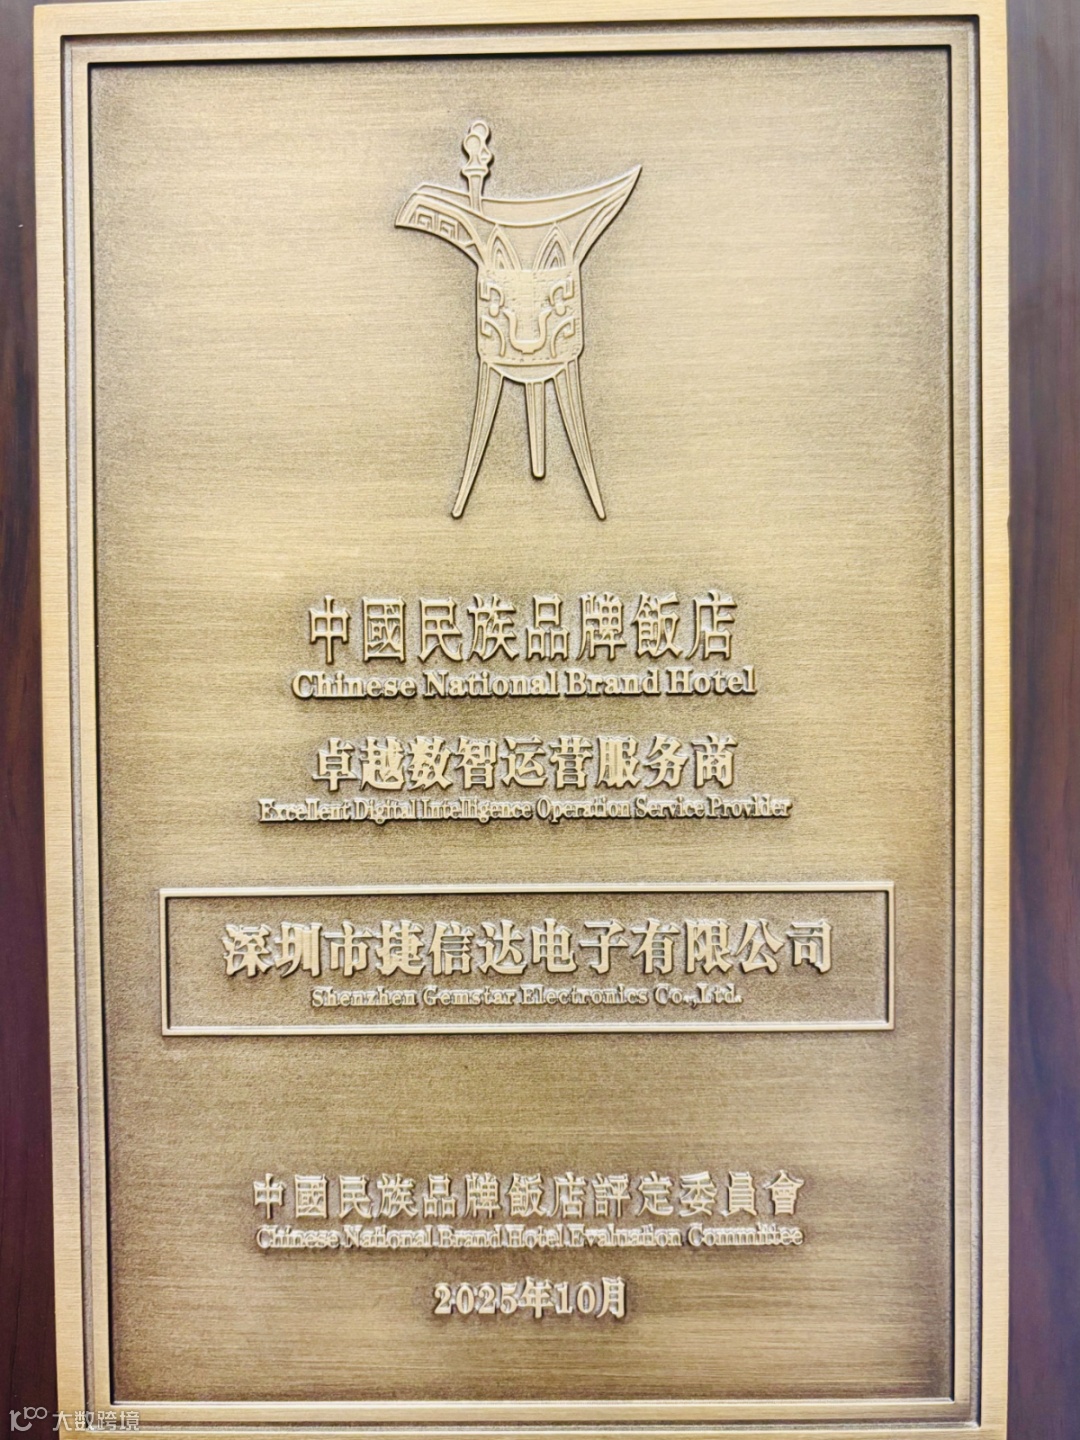 中國民族品牌飯店
Chinese National Brand Hotel
卓越数智运营服务商
Excellent Digital Intelligence Operation Service Provider
深圳市捷信达电子有限公司
Shenzhen Gemstar Electronics Co.,Ltd.
中國民族品牌飯店評定委員會
Chinese National Brand Hotel Evaluation Committee
2025年10月
大数跨境